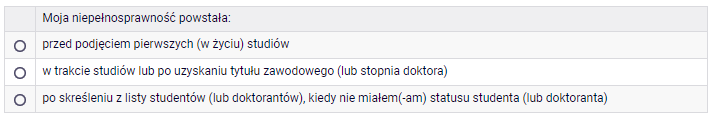 Moja niepełnosprawność powstała:
przed podjęciem pierwszych (w życiu) studiów
w trakcie studiów lub po uzyskaniu tytułu zawodowego (lub stopnia doktora)
po skreśleniu z listy studentów (lub doktorantów), kiedy nie miałem(-am) statusu studenta (lub doktoranta)